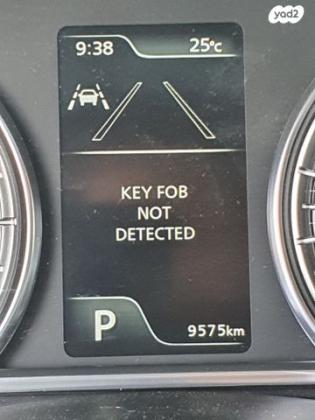 yad2
9:38 25°C
KEY FOB
NOT
DETECTED
P 9575km